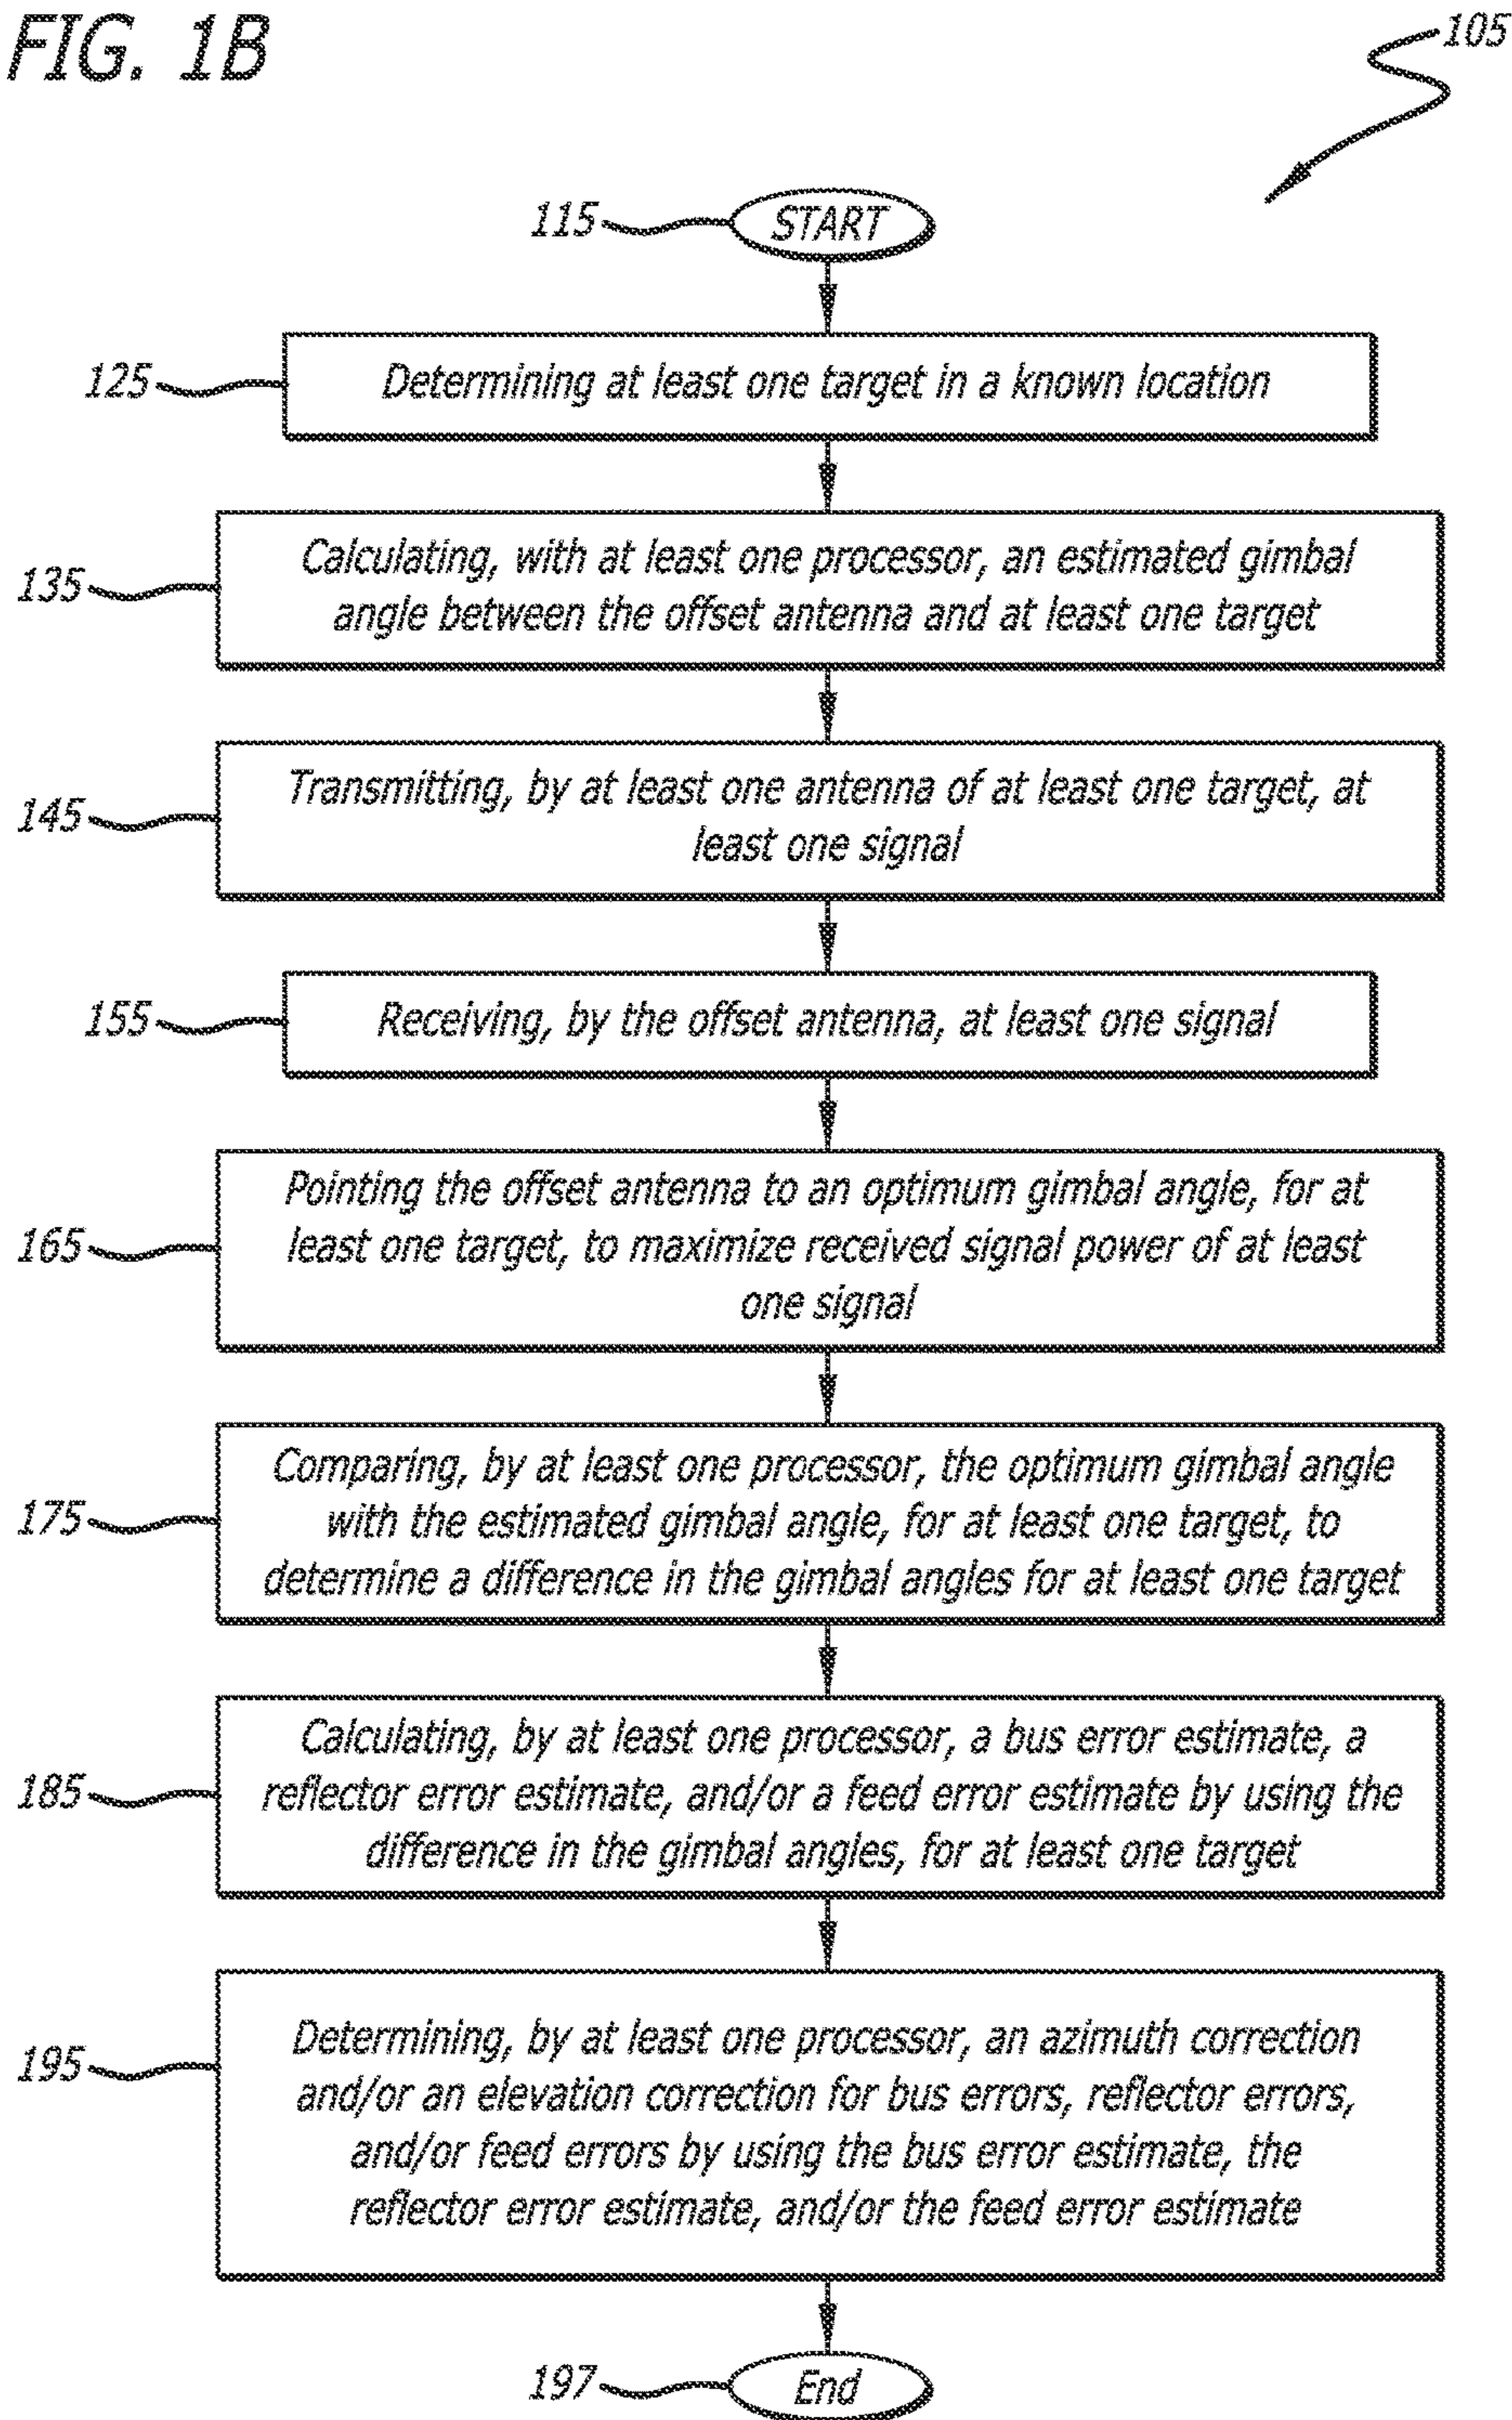 FIG. 1B
105
115
START
125
Determining at least one target in a known location
135
Calculating, with at least one processor, an estimated gimbal
angle between the offset antenna and at least one target
145
Transmitting, by at least one antenna of at least one target, at
least one signal
155
Receiving, by the offset antenna, at least one signal
165
Pointing the offset antenna to an optimum gimbal angle, for at
least one target, to maximize received signal power of at least
one signal
175
Comparing, by at least one processor, the optimum gimbal angle
with the estimated gimbal angle, for at least one target, to
determine a difference in the gimbal angles for at least one target
185
Calculating, by at least one processor, a bus error estimate, a
reflector error estimate, and/or a feed error estimate by using the
difference in the gimbal angles, for at least one target
195
Determining, by at least one processor, an azimuth correction
and/or an elevation correction for bus errors, reflector errors,
and/or feed errors by using the bus error estimate, the
reflector error estimate, and/or the feed error estimate
197
End